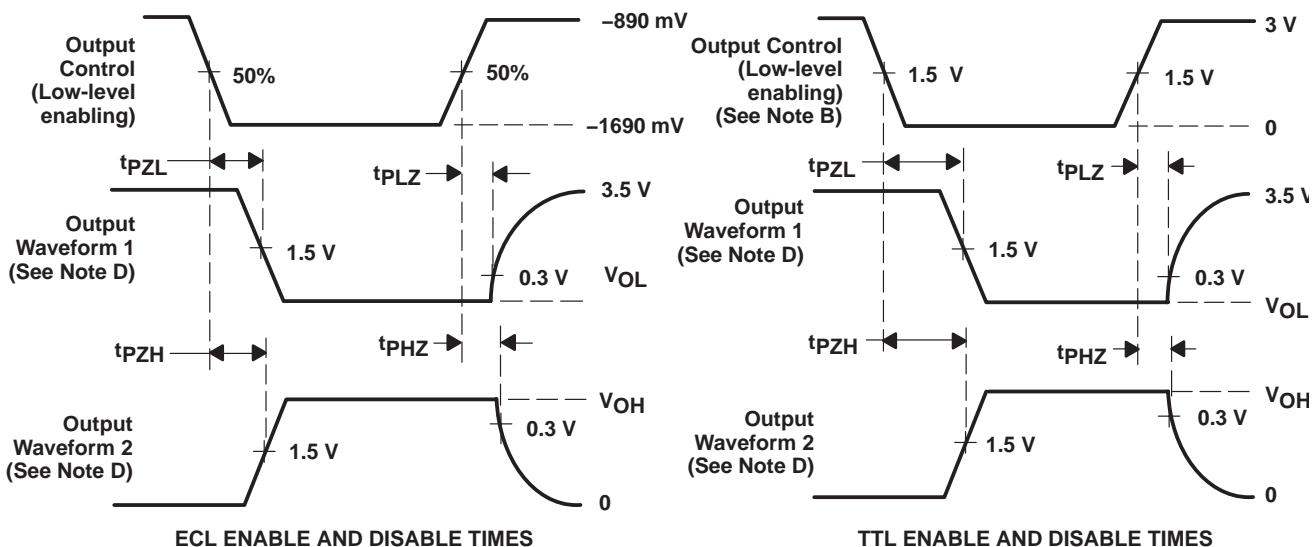 Output
Control
(Low-level
enabling)
50%
50%
–890 mV
–1690 mV
tPZL
tPLZ
Output
Waveform 1
(See Note D)
1.5 V
0.3 V
3.5 V
VOL
tPZH
tPHZ
Output
Waveform 2
(See Note D)
1.5 V
0.3 V
VOH
0
ECL ENABLE AND DISABLE TIMES
Output Control
(Low-level
enabling)
(See Note B)
1.5 V
1.5 V
3 V
0
tPZL
tPLZ
Output
Waveform 1
(See Note D)
1.5 V
0.3 V
3.5 V
VOL
tPZH
tPHZ
Output
Waveform 2
(See Note D)
1.5 V
0.3 V
VOH
0
TTL ENABLE AND DISABLE TIMES